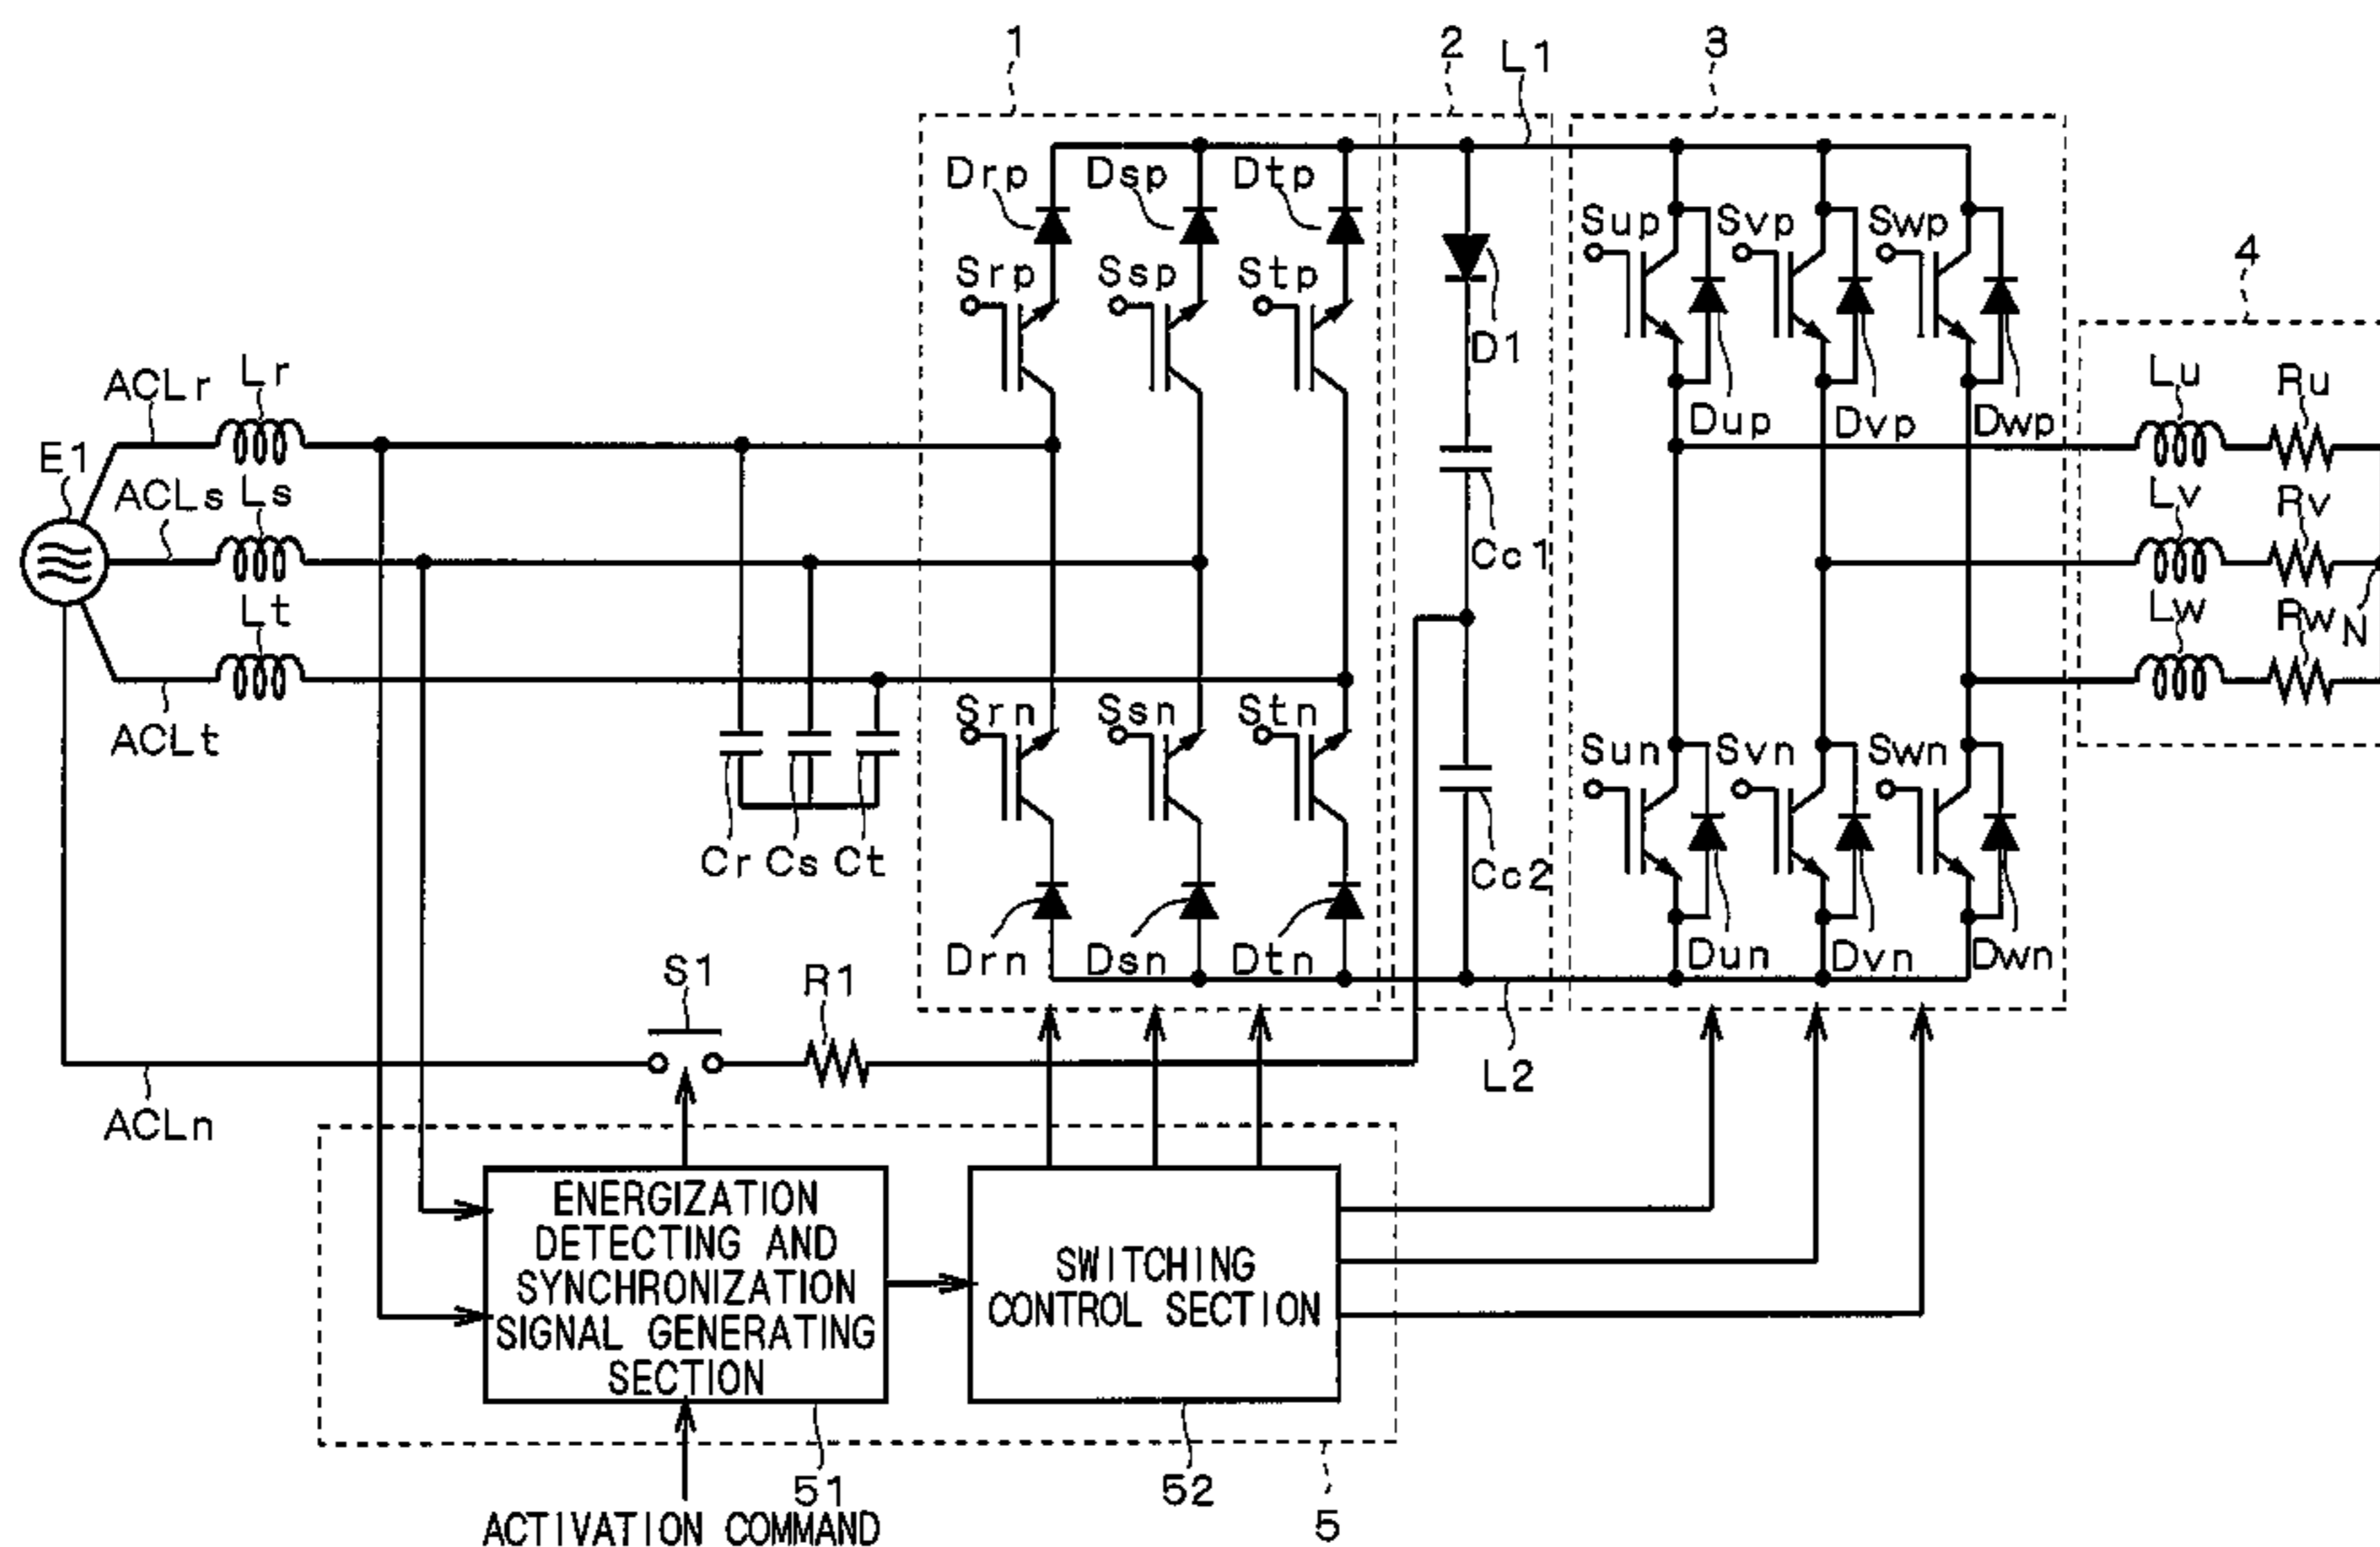 1
2
L1
3
Drp
Dsp
Dtp
Srp
Ssp
Stp
D1
Sup
Svp
Swp
4
ACLr
Lr
Dup
Dvp
Dwp
Lu
Ru
E1
ACLs
Ls
Cc1
Lv
Rv
Lt
Lw
Rw
N
ACLt
Srn
Ssn
Stn
Sun
Svn
Swn
Cr
Cs
Ct
Cc2
Drn
Dsn
Dtn
Dun
Dvn
Dwn
S1
R1
L2
ACLn
ENERGIZATION
DETECTING AND
SYNCHRONIZATION
SIGNAL GENERATING
SECTION
SWITCHING
CONTROL SECTION
51
52
5
ACTIVATION COMMAND